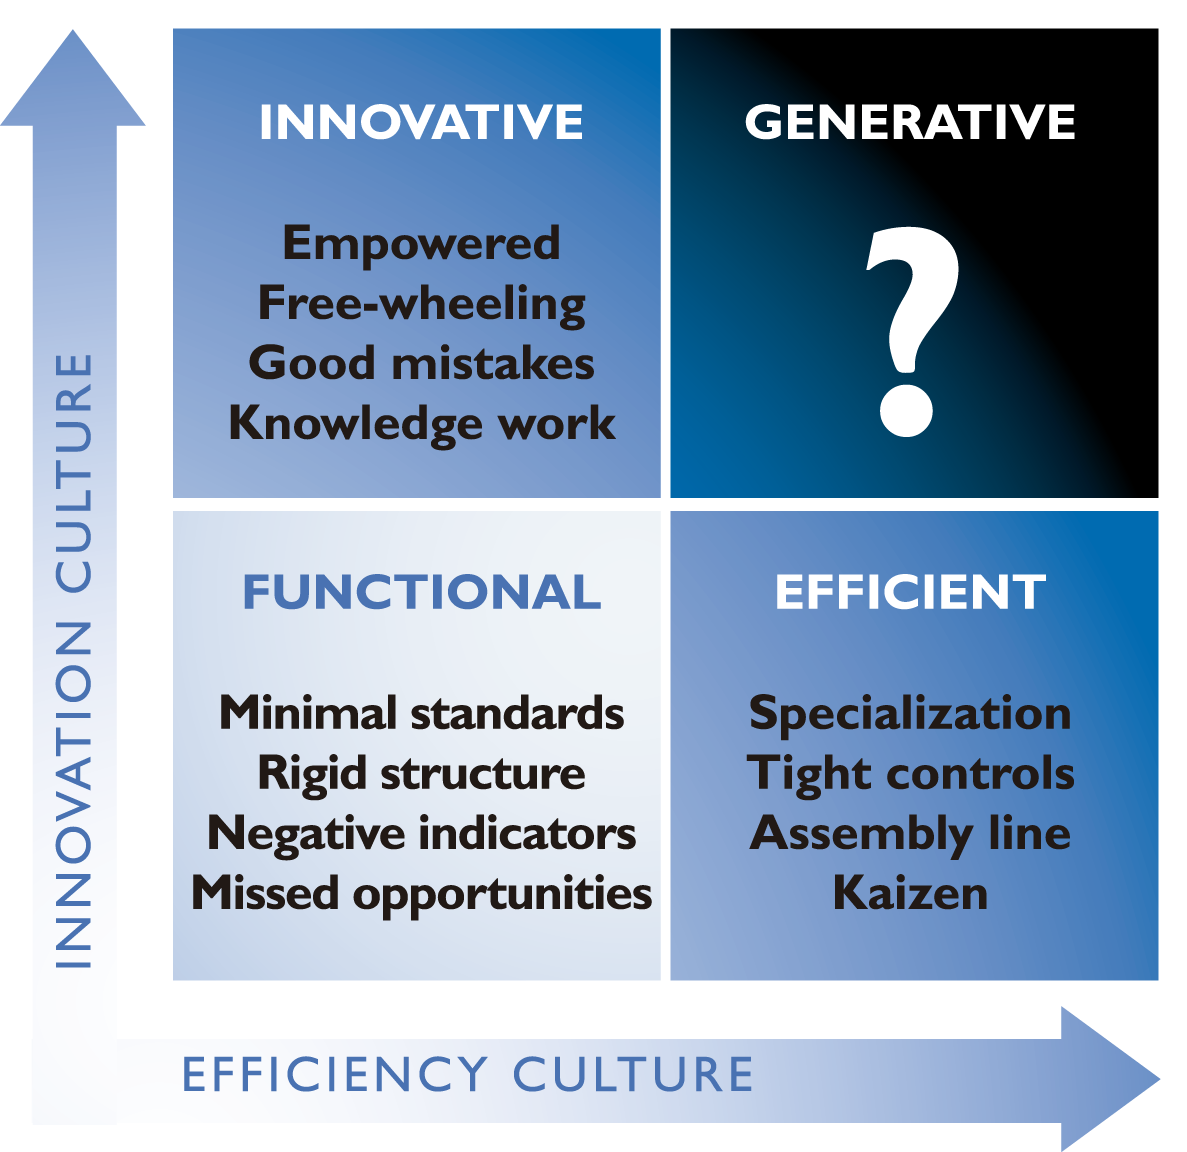 INNOVATION CULTURE
INNOVATIVE
Empowered
Free-wheeling
Good mistakes
Knowledge work
GENERATIVE
?
FUNCTIONAL
Minimal standards
Rigid structure
Negative indicators
Missed opportunities
EFFICIENT
Specialization
Tight controls
Assembly line
Kaizen
EFFICIENCY CULTURE